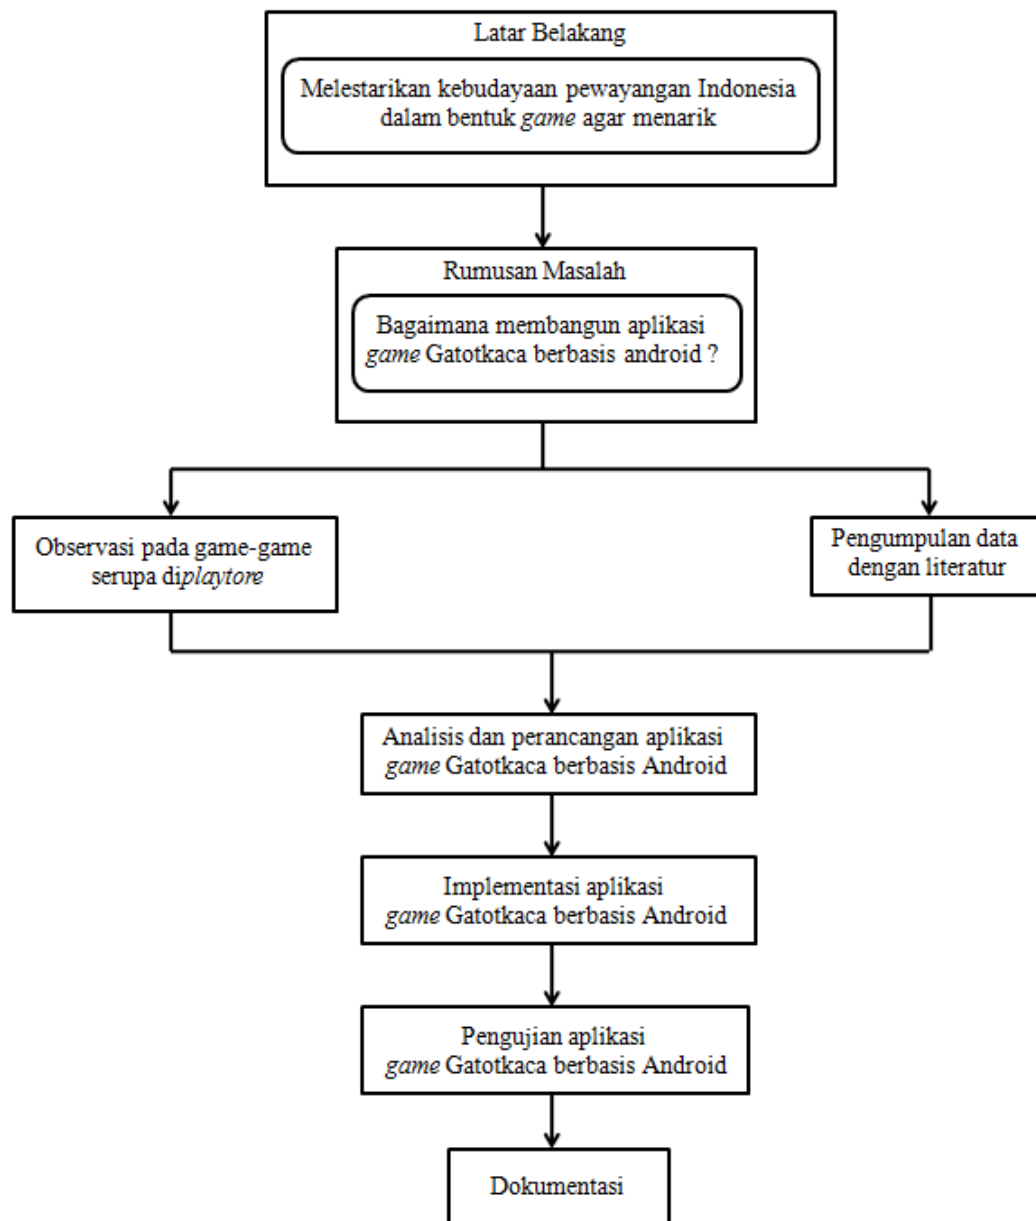 Latar Belakang
Melestarikan kebudayaan pewayangan Indonesia
dalam bentuk game agar menarik
Rumusan Masalah
Bagaimana membangun aplikasi
game Gatotkaca berbasis android ?
Observasi pada game-game
serupa diplaytore
Pengumpulan data
dengan literatur
Analisis dan perancangan aplikasi
game Gatotkaca berbasis Android
Implementasi aplikasi
game Gatotkaca berbasis Android
Pengujian aplikasi
game Gatotkaca berbasis Android
Dokumentasi